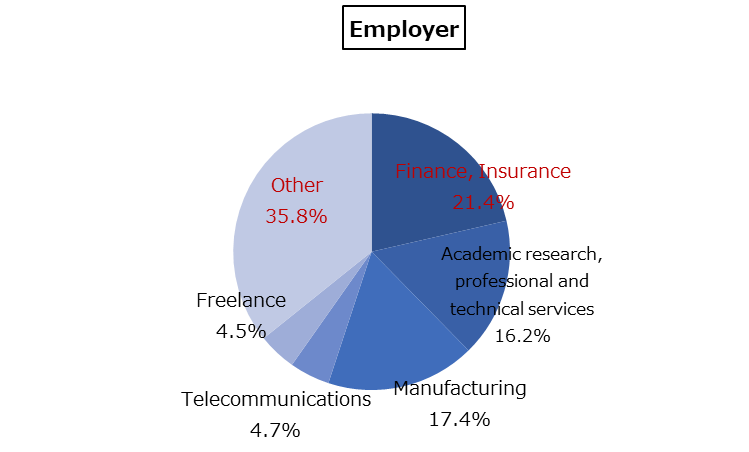 Employer
Finance, Insurance
21.4%
Academic research,
professional and
technical services
16.2%
Manufacturing
17.4%
Telecommunications
4.7%
Freelance
4.5%
Other
35.8%